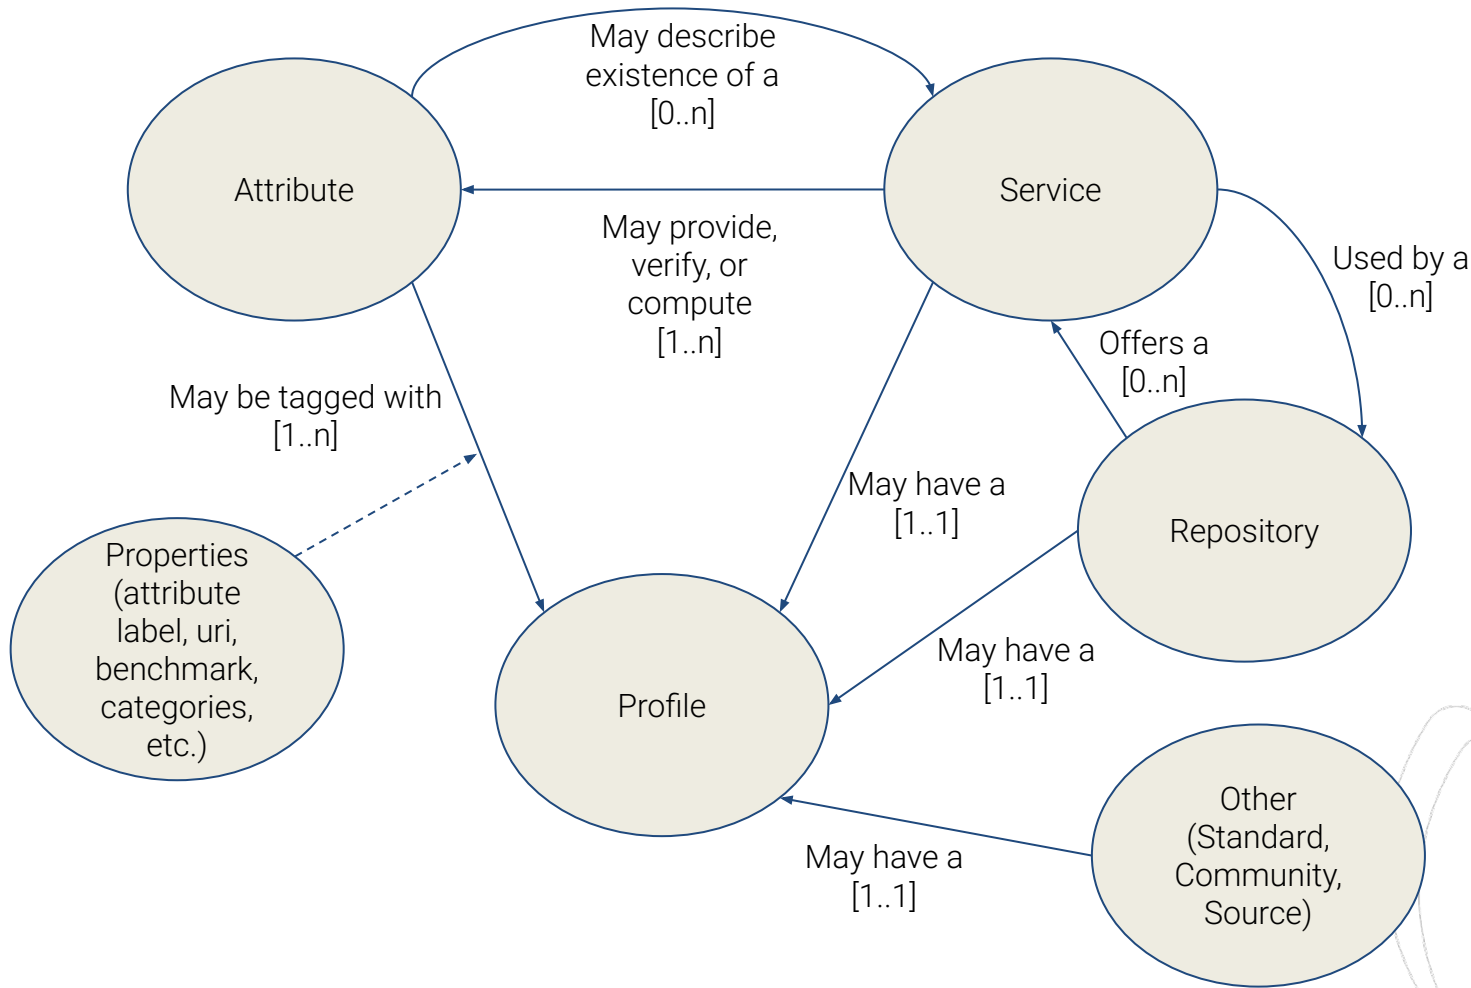 May describe
existence of a
[0..n]
Attribute
Service
May provide,
verify, or
compute
[1..n]
Used by a
[0..n]
Offers a
[0..n]
May be tagged with
[1..n]
May have a
[1..1]
Repository
Properties
(attribute
label, uri,
benchmark,
categories,
etc.)
May have a
[1..1]
Profile
Other
(Standard,
Community,
Source)
May have a
[1..1]